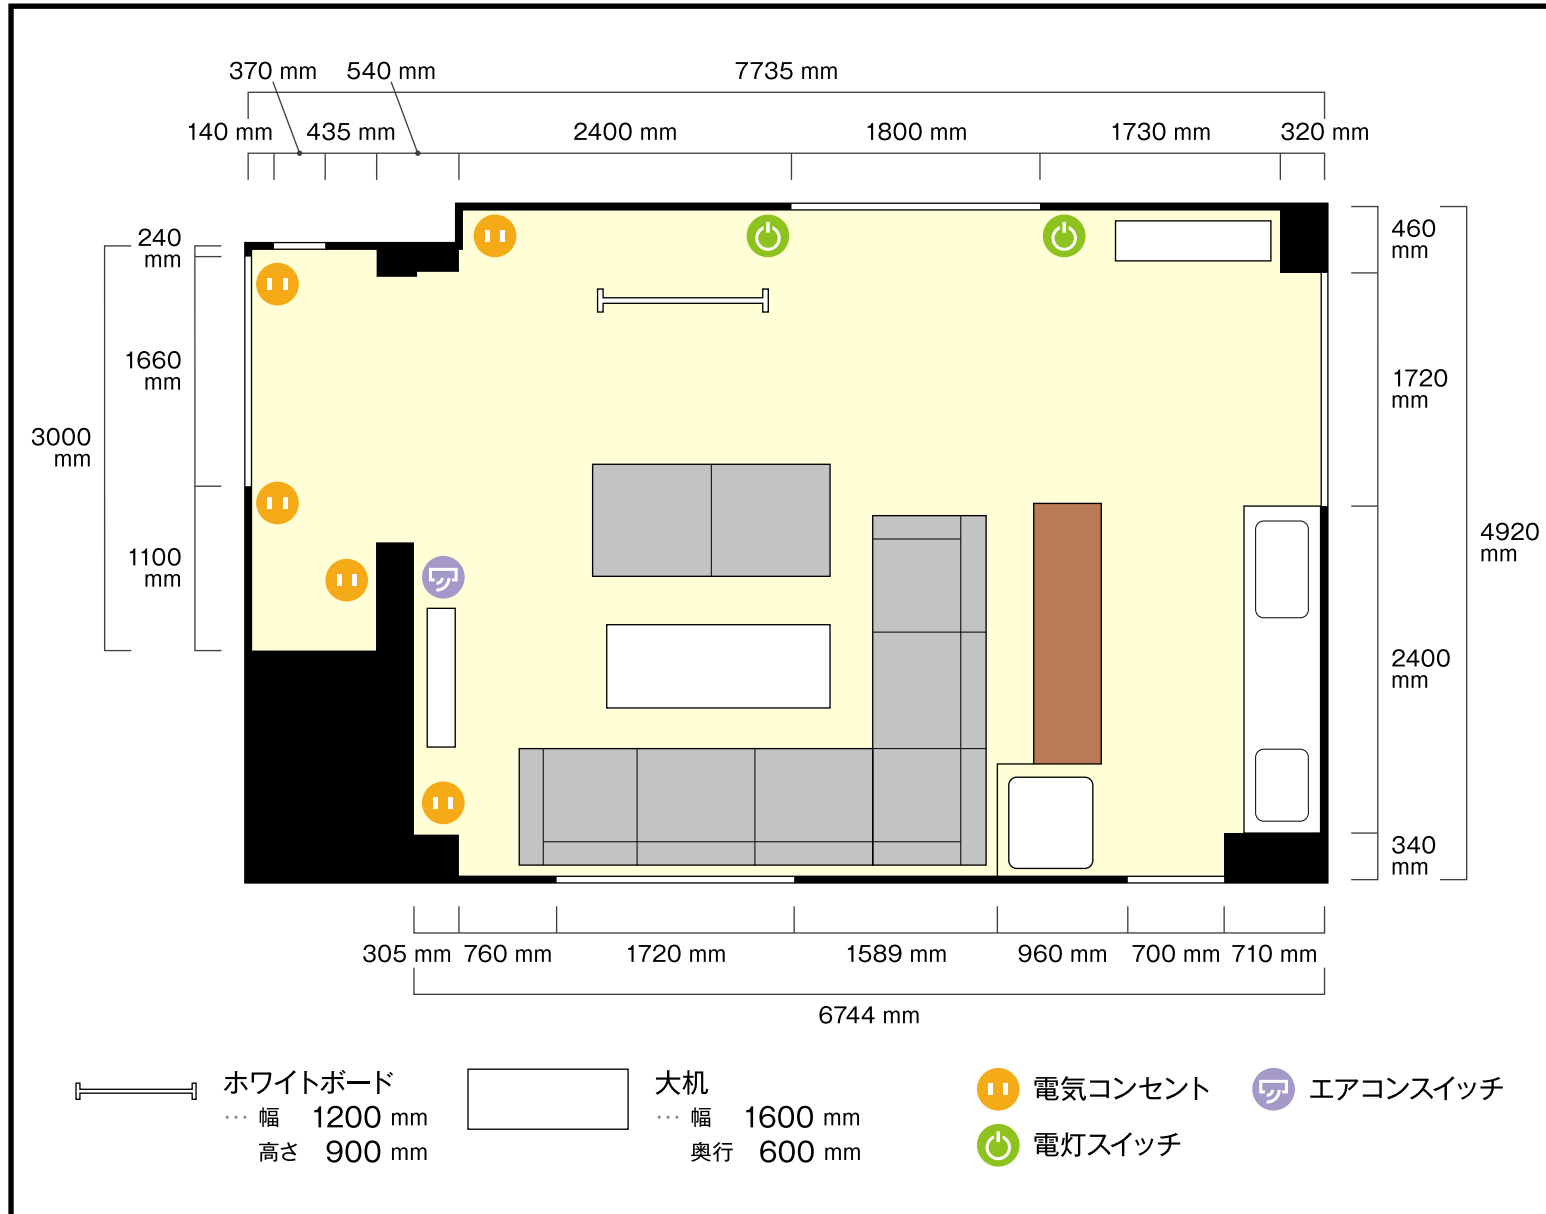 370 mm
540 mm
7735 mm
140 mm
435 mm
2400 mm
1800 mm
1730 mm
320 mm
240
mm
1660
mm
3000
mm
1100
mm
460
mm
1720
mm
4920
mm
2400
mm
340
mm
305 mm
760 mm
1720 mm
1589 mm
960 mm
700 mm
710 mm
6744 mm
ホワイトボード
… 幅 1200 mm
高さ 900 mm
大机
… 幅 1600 mm
奥行 600 mm
電気コンセント
エアコンスイッチ
電灯スイッチ